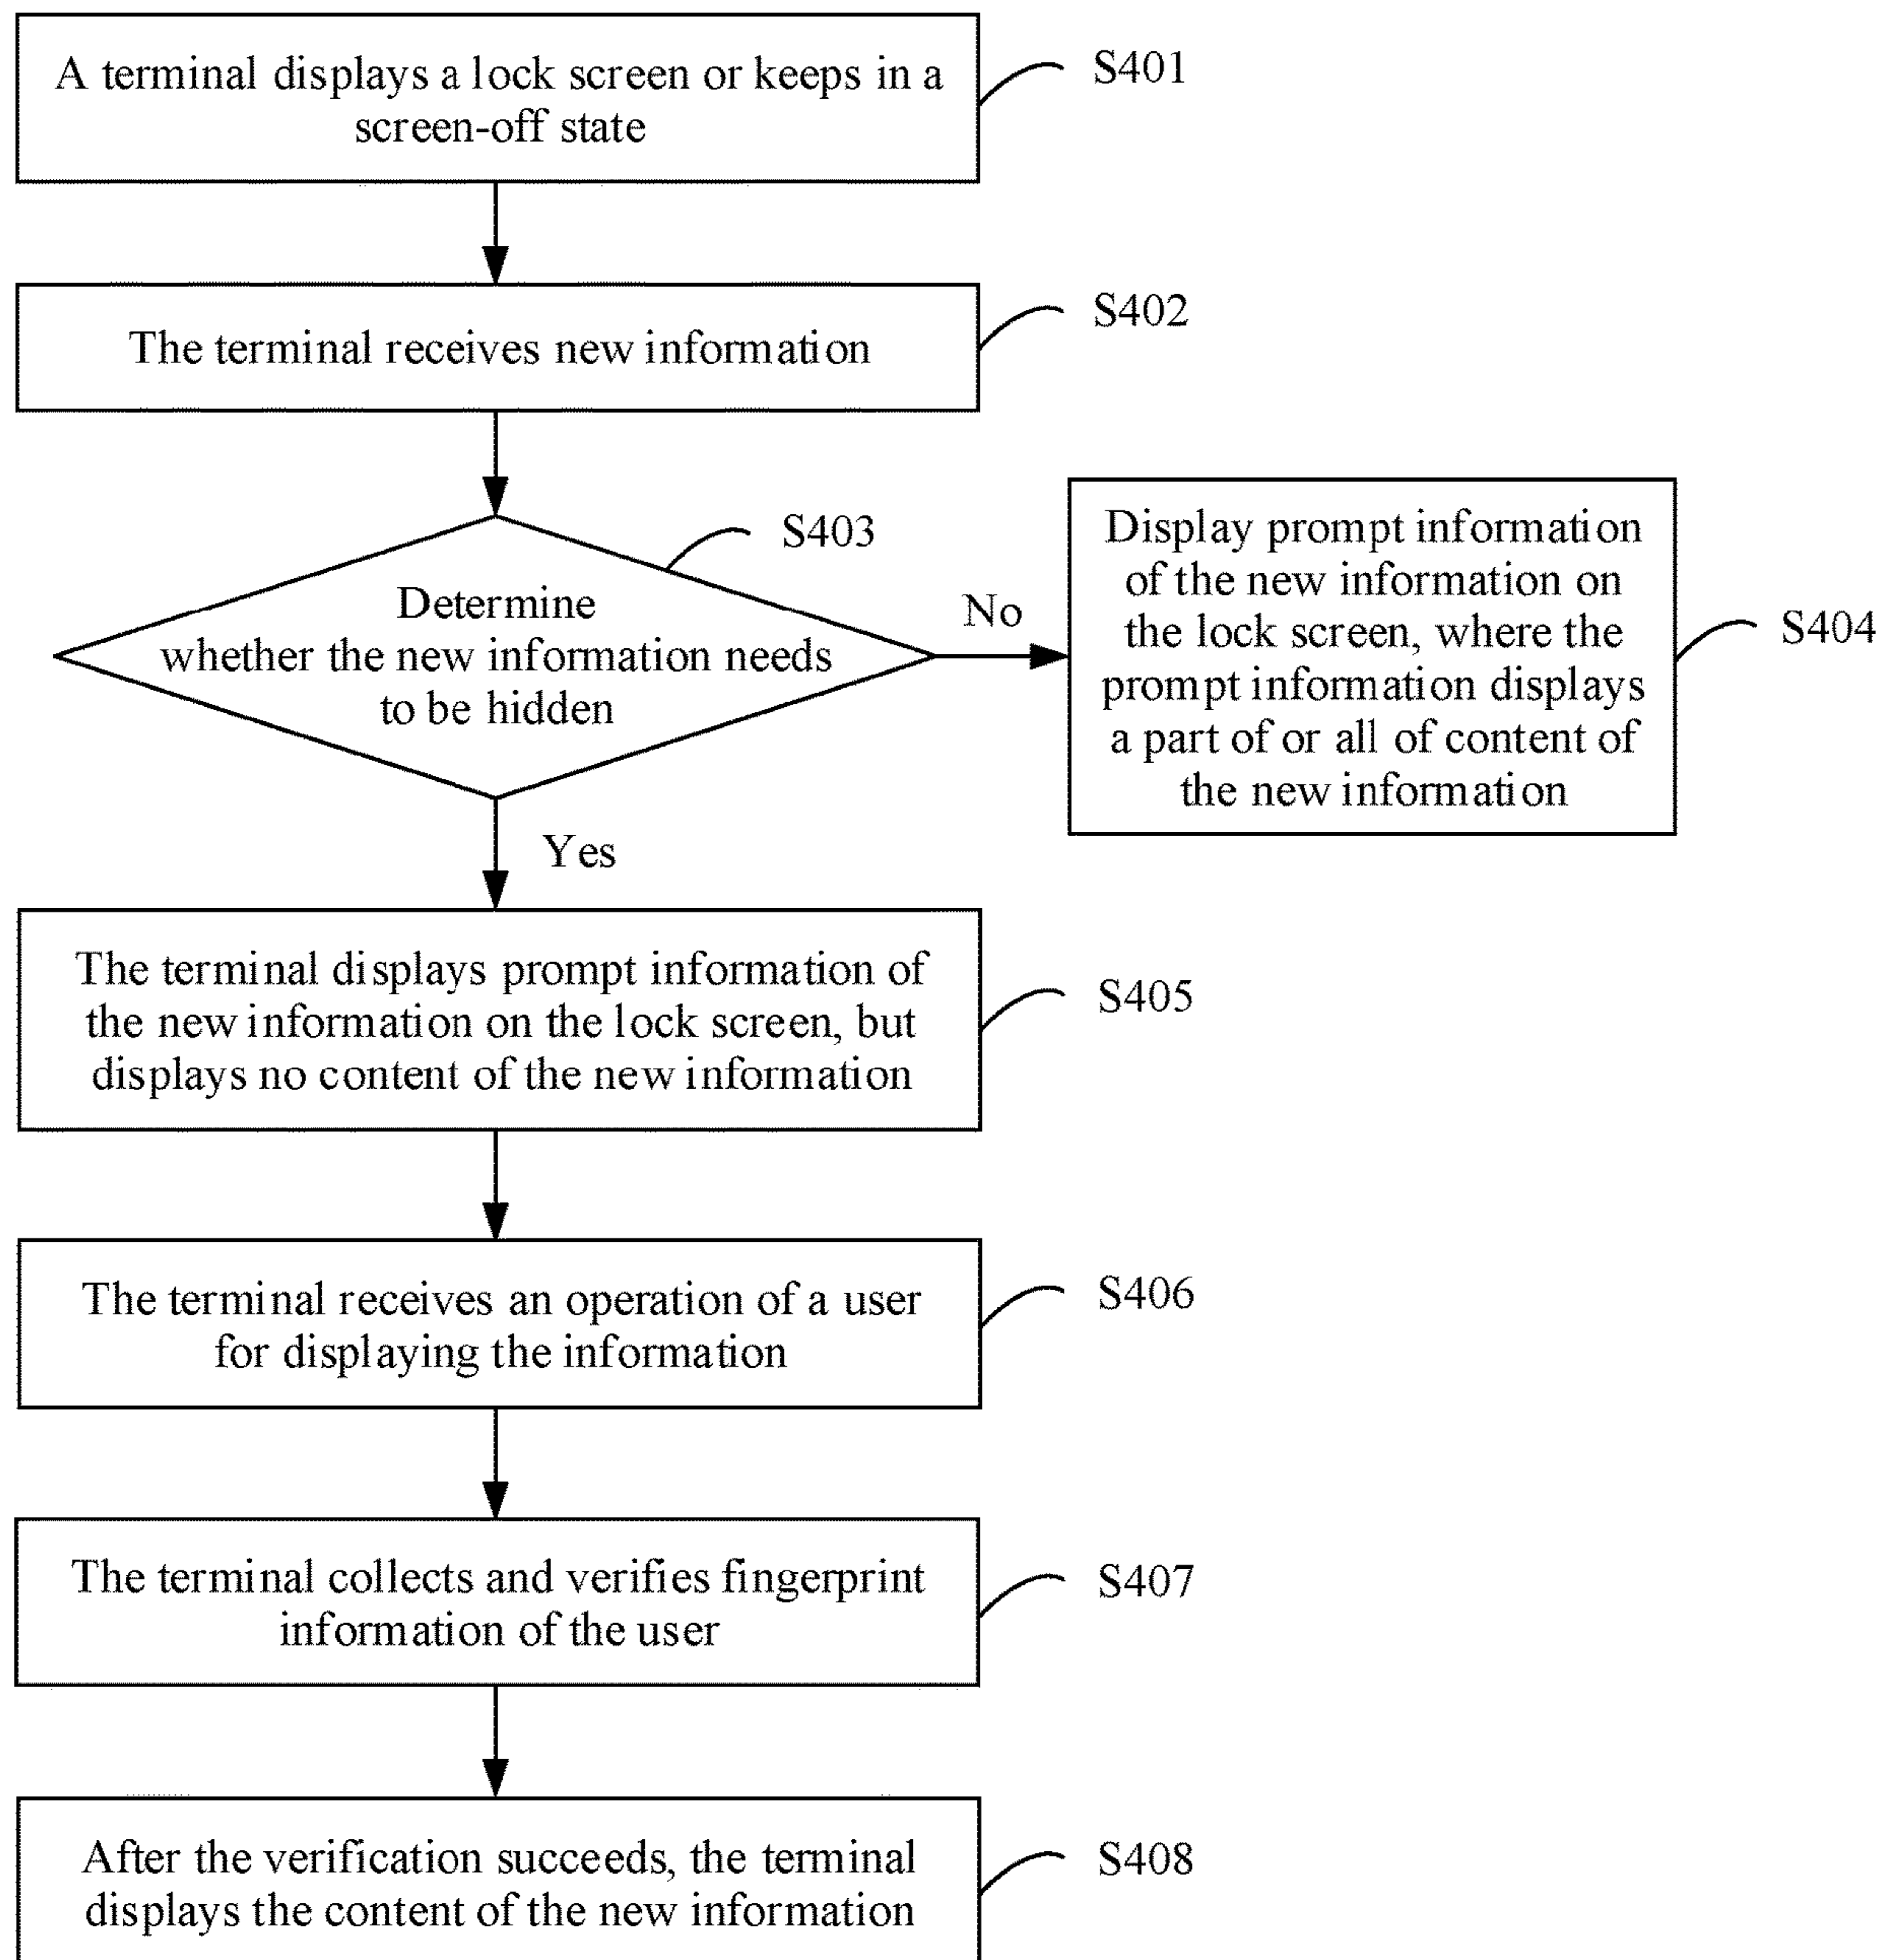 A terminal displays a lock screen or keeps in a
screen-off state
S401
The terminal receives new information
S402
S403
Determine
whether the new information needs
to be hidden
No
Display prompt information
of the new information on
the lock screen, where the
prompt information displays
a part of or all of content of
the new information
S404
Yes
The terminal displays prompt information of
the new information on the lock screen, but
displays no content of the new information
S405
The terminal receives an operation of a user
for displaying the information
S406
The terminal collects and verifies fingerprint
information of the user
S407
After the verification succeeds, the terminal
displays the content of the new information
S408